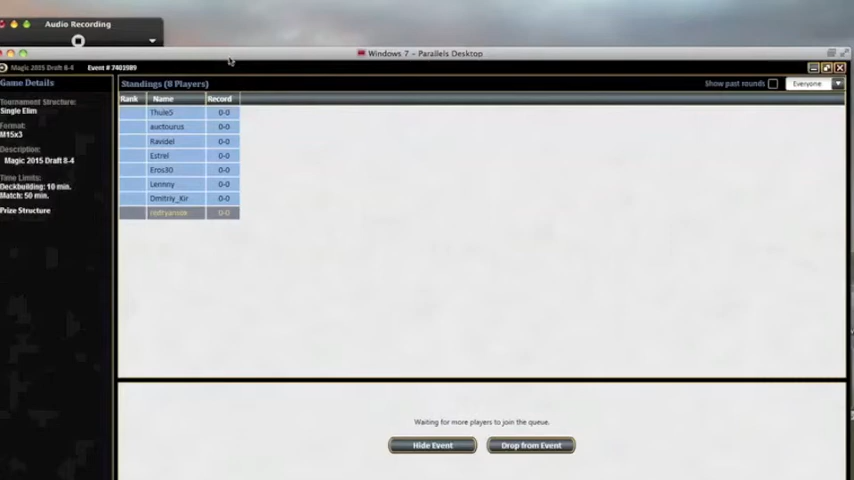 Audio Recording
Windows 7 - Parallels Desktop
Magic 2015 Draft 8-4 Event # 7403989
Game Details
Standings (8 Players)
Show past rounds
Everyone
Rank Name Record
Tournament Structure:
Single Elim
Format:
M15x3
Description:
Magic 2015 Draft 8-4
Time Limits:
Deckbuilding: 10 min.
Match: 50 min.
Prize Structure
Thule5 0-0
auctourus 0-0
Ravidel 0-0
Estrel 0-0
Eros30 0-0
Lennny 0-0
Dmitriy_Kir 0-0
0-0
Waiting for more players to join the queue.
Hide Event
Drop from Event